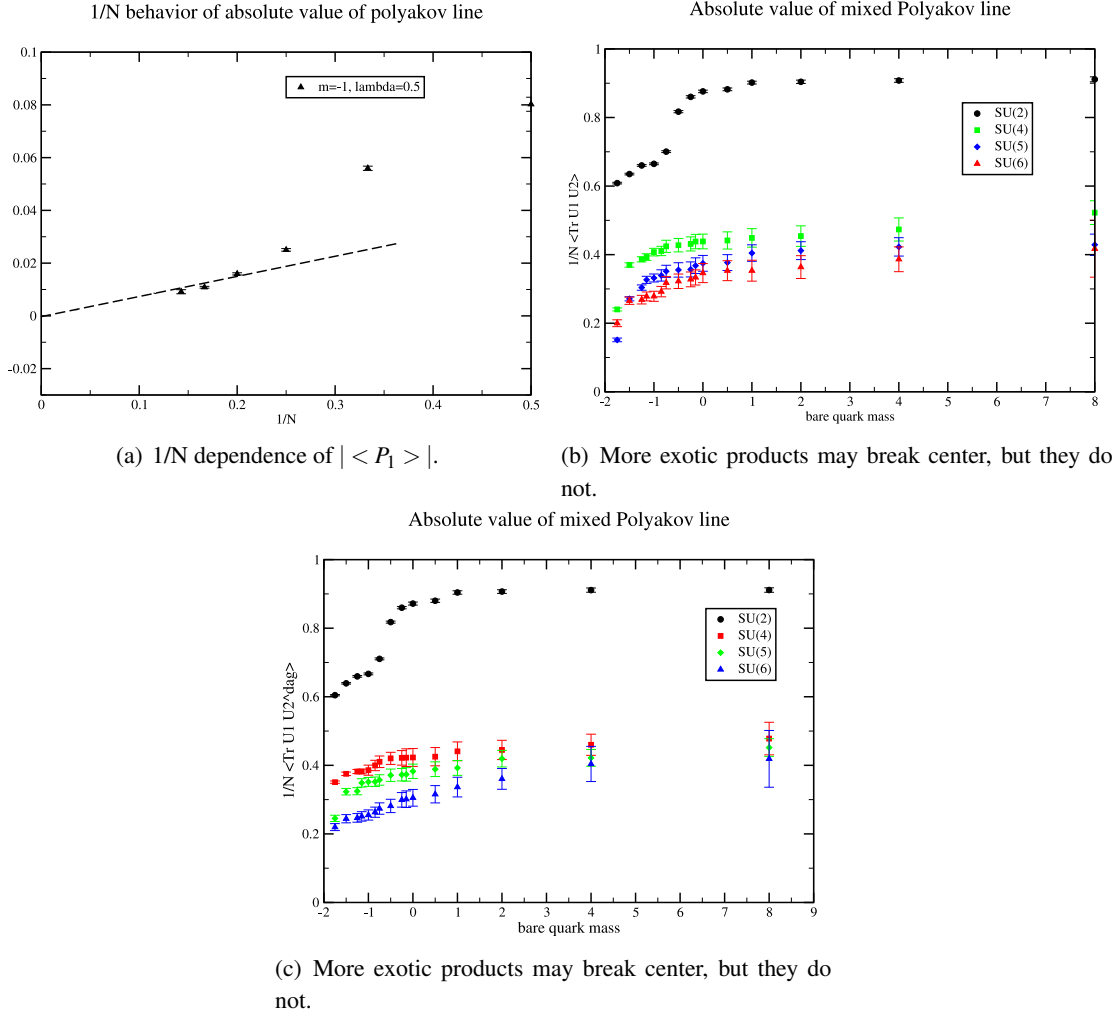 1/N behavior of absolute value of polyakov line
0.1
0.08
0.06
0.04
0.02
0
-0.02
m=-1, lambda=0.5
0
0.1
0.2
0.3
0.4
0.5
1/N
(a) 1/N dependence of | < P1 > |.
Absolute value of mixed Polyakov line
1
0.8
0.6
0.4
0.2
0
1/N <Tr U1 U2>
SU(2)
SU(4)
SU(5)
SU(6)
-2
-1
0
1
2
3
4
5
6
7
8
bare quark mass
(b) More exotic products may break center, but they do
not.
Absolute value of mixed Polyakov line
1
0.8
0.6
0.4
0.2
0
1/N <Tr U1 U2^dag>
SU(2)
SU(4)
SU(5)
SU(6)
-2
-1
0
1
2
3
4
5
6
7
8
9
bare quark mass
(c) More exotic products may break center, but they do
not.